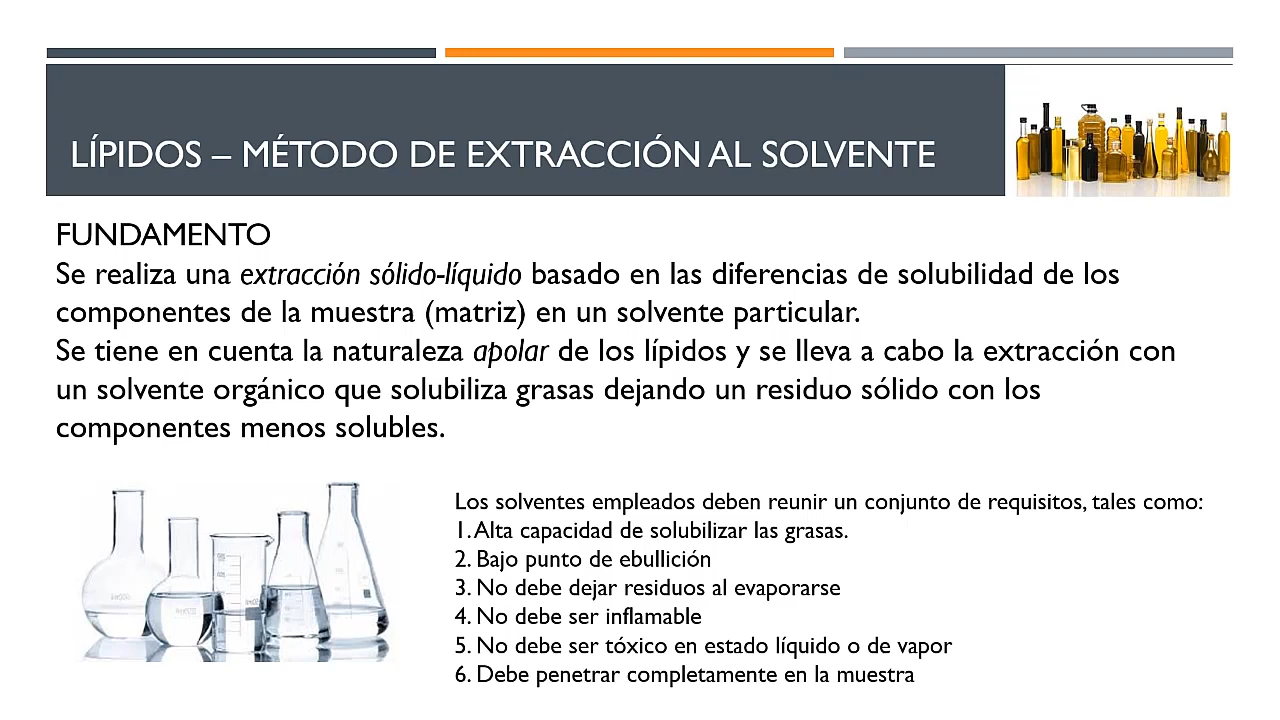 LÍPIDOS – MÉTODO DE EXTRACCIÓN AL SOLVENTE
FUNDAMENTO
Se realiza una extracción sólido-líquido basado en las diferencias de solubilidad de los
componentes de la muestra (matriz) en un solvente particular.
Se tiene en cuenta la naturaleza apolar de los lípidos y se lleva a cabo la extracción con
un solvente orgánico que solubiliza grasas dejando un residuo sólido con los
componentes menos solubles.
Los solventes empleados deben reunir un conjunto de requisitos, tales como:
1. Alta capacidad de solubilizar las grasas.
2. Bajo punto de ebullición
3. No debe dejar residuos al evaporarse
4. No debe ser inflamable
5. No debe ser tóxico en estado líquido o de vapor
6. Debe penetrar completamente en la muestra